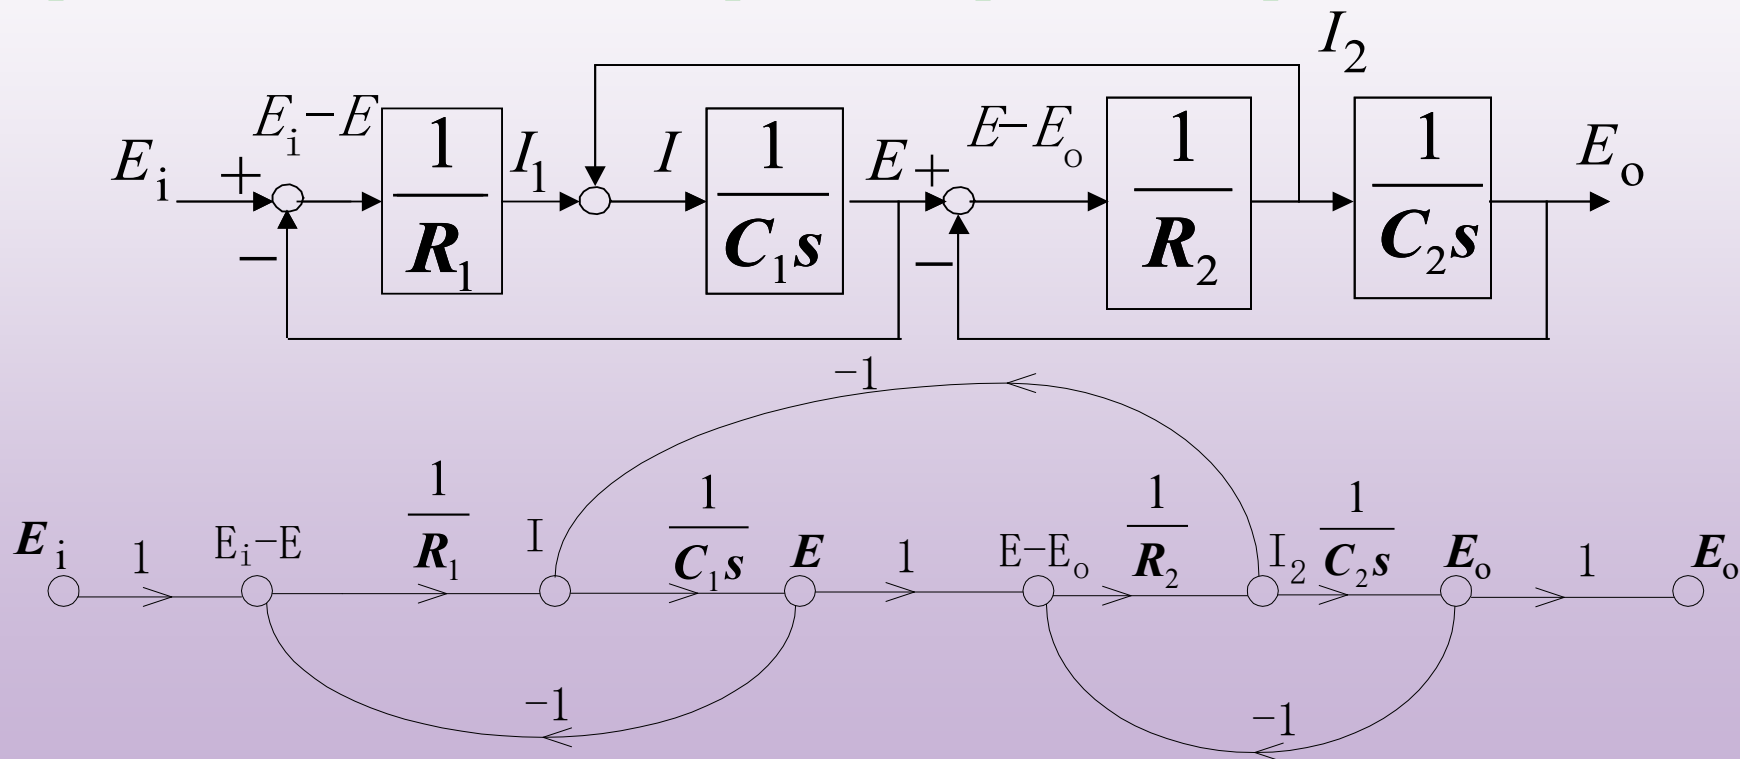 I₂
Eᵢ + Eᵢ−E 1/R₁ I₁ I 1/C₁s E + E−Eₒ 1/R₂ 1/C₂s Eₒ
− −
−1
Eᵢ 1 Eᵢ−E 1/R₁ I 1/C₁s E 1 E−Eₒ 1/R₂ I₂ 1/C₂s Eₒ 1 Eₒ
−1 −1